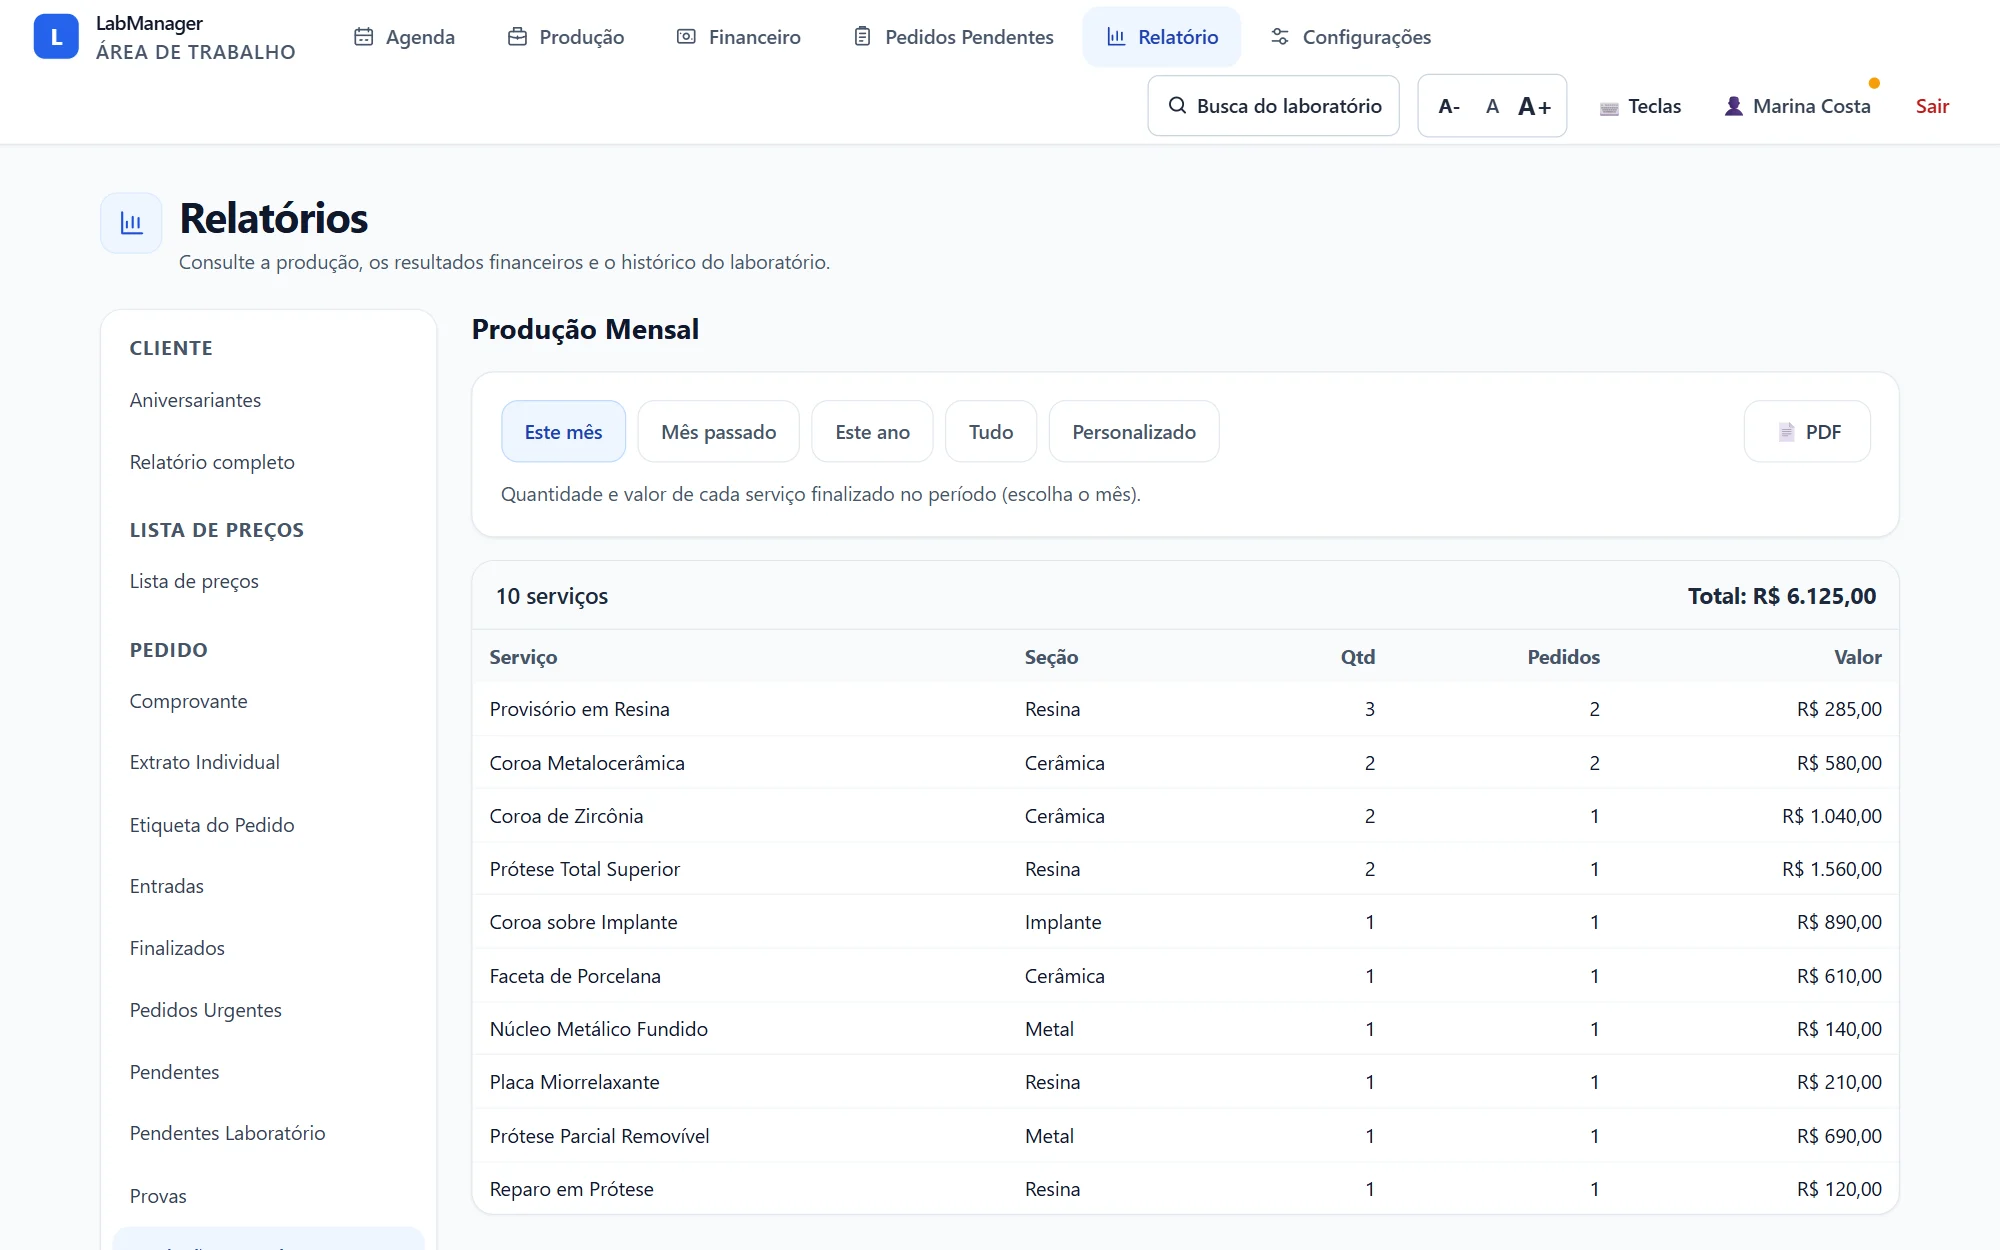 L
LabManager
ÁREA DE TRABALHO
Agenda
Produção
Financeiro
Pedidos Pendentes
Relatório
Configurações
Busca do laboratório
A-
A
A+
Teclas
Marina Costa
Sair
Relatórios
Consulte a produção, os resultados financeiros e o histórico do laboratório.
CLIENTE
Aniversariantes
Relatório completo
LISTA DE PREÇOS
Lista de preços
PEDIDO
Comprovante
Extrato Individual
Etiqueta do Pedido
Entradas
Finalizados
Pedidos Urgentes
Pendentes
Pendentes Laboratório
Provas
Produção Mensal
Este mês
Mês passado
Este ano
Tudo
Personalizado
PDF
Quantidade e valor de cada serviço finalizado no período (escolha o mês).
10 serviços Total: R$ 6.125,00
Serviço Seção Qtd Pedidos Valor
Provisório em Resina Resina 3 2 R$ 285,00
Coroa Metalocerâmica Cerâmica 2 2 R$ 580,00
Coroa de Zircônia Cerâmica 2 1 R$ 1.040,00
Prótese Total Superior Resina 2 1 R$ 1.560,00
Coroa sobre Implante Implante 1 1 R$ 890,00
Faceta de Porcelana Cerâmica 1 1 R$ 610,00
Núcleo Metálico Fundido Metal 1 1 R$ 140,00
Placa Miorrelaxante Resina 1 1 R$ 210,00
Prótese Parcial Removível Metal 1 1 R$ 690,00
Reparo em Prótese Resina 1 1 R$ 120,00